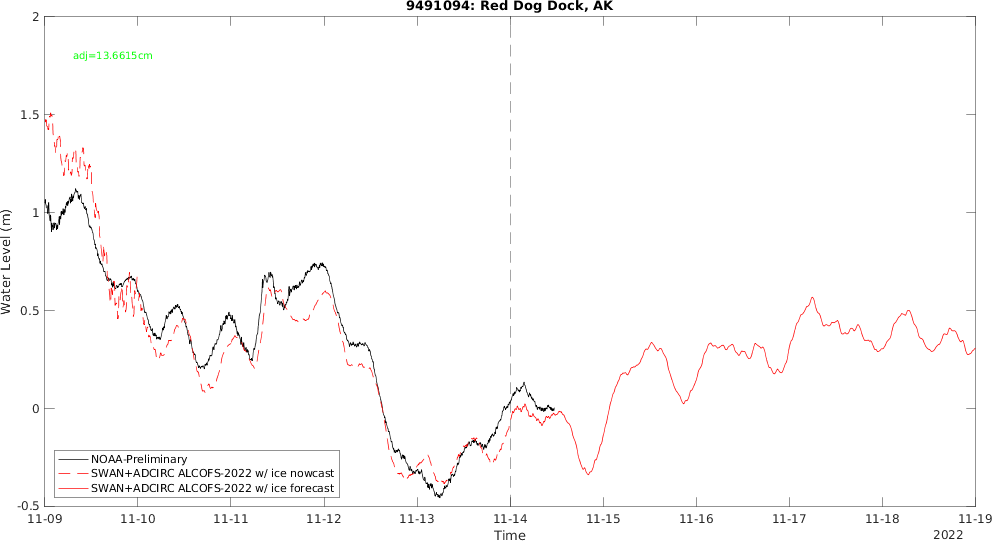 9491094: Red Dog Dock, AK
adj=13.6615cm
Water Level (m)
2
1.5
1
0.5
0
-0.5
NOAA-Preliminary
SWAN+ADCIRC ALCOFS-2022 w/ ice nowcast
SWAN+ADCIRC ALCOFS-2022 w/ ice forecast
11-09 11-10 11-11 11-12 11-13 11-14 11-15 11-16 11-17 11-18 11-19
Time
2022